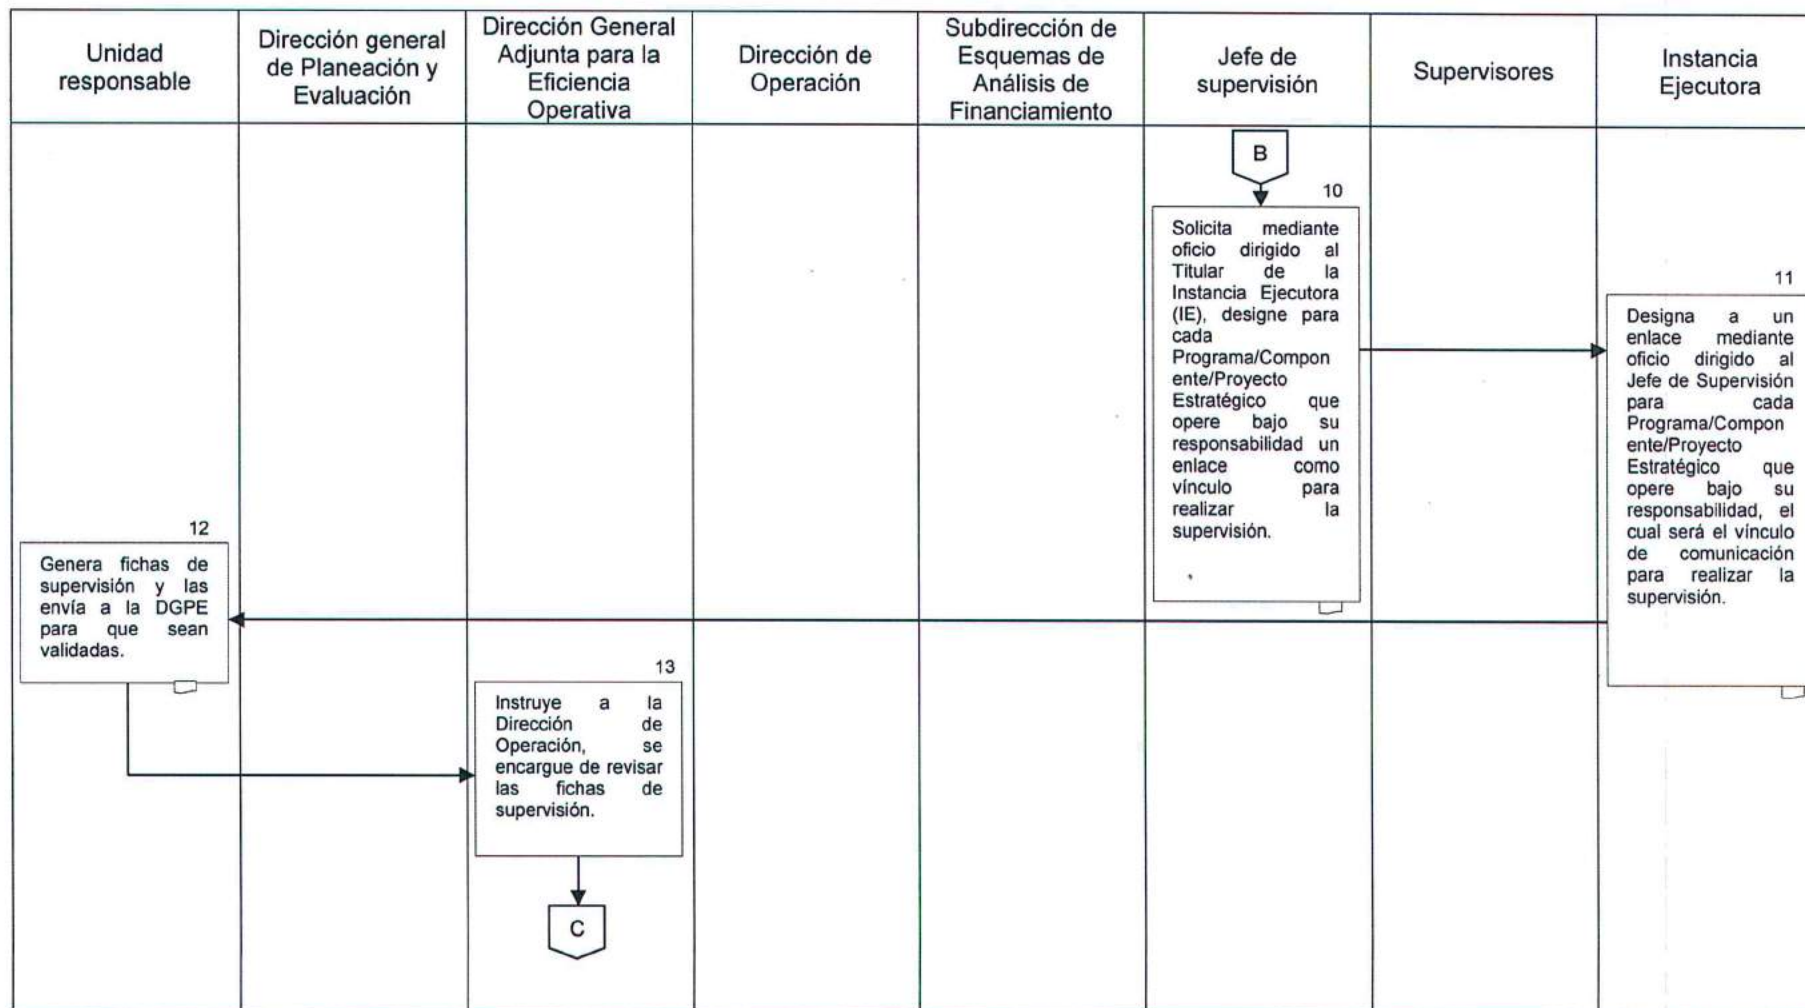 Unidad
responsable
Dirección general
de Planeación y
Evaluación
Dirección General
Adjunta para la
Eficiencia
Operativa
Dirección de
Operación
Subdirección de
Esquemas de
Análisis de
Financiamiento
Jefe de
supervisión
Supervisores
Instancia
Ejecutora
B
10
Solicita mediante
oficio dirigido al
Titular de la
Instancia Ejecutora
(IE), designe para
cada
Programa/Compon
ente/Proyecto
Estratégico que
opere bajo su
responsabilidad un
enlace como
vínculo para
realizar la
supervisión.
11
Designa a un
enlace mediante
oficio dirigido al
Jefe de Supervisión
para cada
Programa/Compon
ente/Proyecto
Estratégico que
opere bajo su
responsabilidad, el
cual será el vínculo
de comunicación
para realizar la
supervisión.
12
Genera fichas de
supervisión y las
envía a la DGPE
para que sean
validadas.
13
Instruye a la
Dirección de
Operación, se
encargue de revisar
las fichas de
supervisión.
C